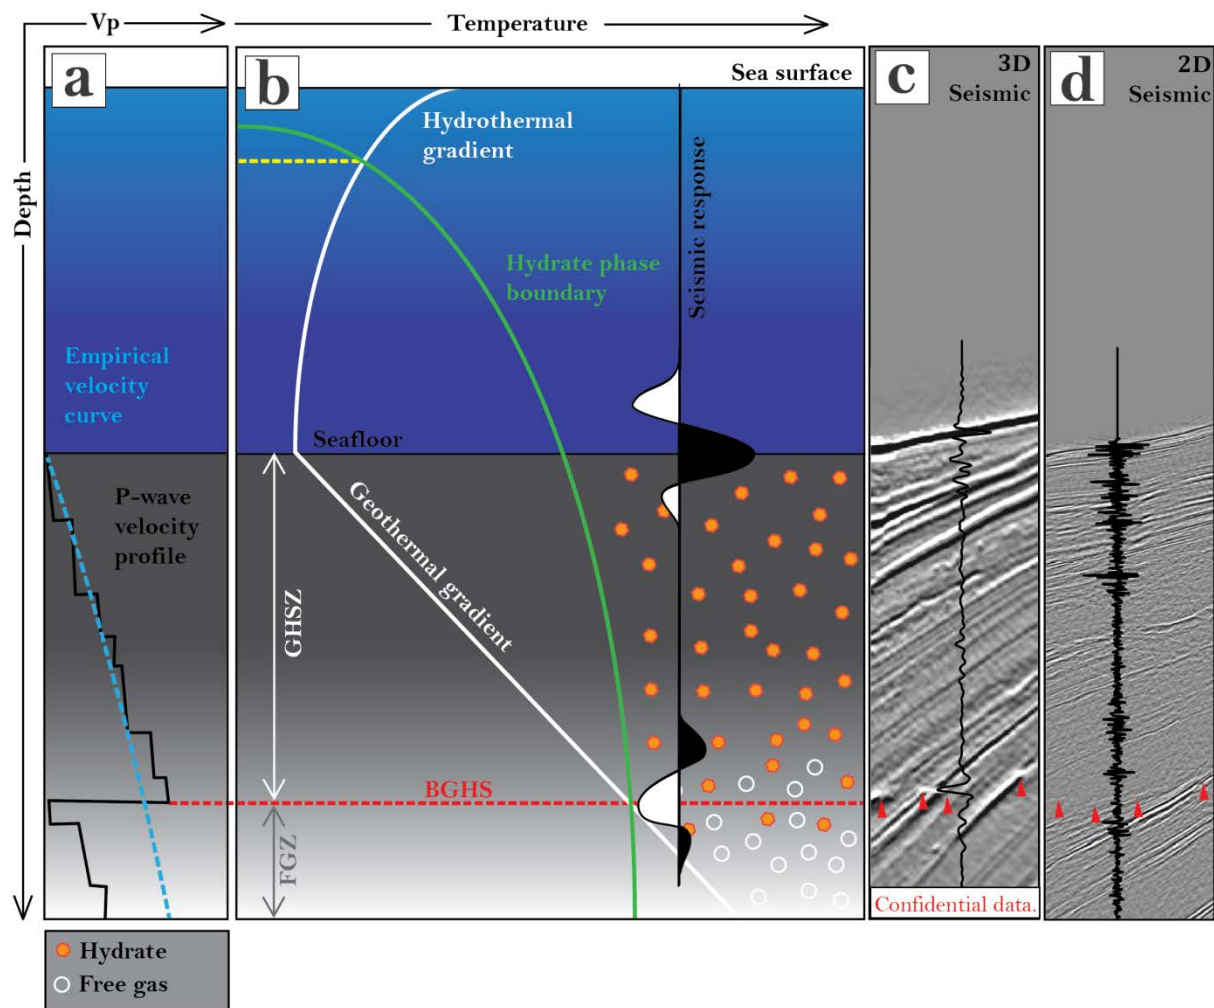 Vp
Temperature
Depth
a
Empirical
velocity
curve
P-wave
velocity
profile
b
Sea surface
Hydrothermal
gradient
Hydrate phase
boundary
Seismic response
Seafloor
Geothermal gradient
GHSZ
BGHS
FGZ
c
3D
Seismic
Confidential data.
d
2D
Seismic
Hydrate
Free gas